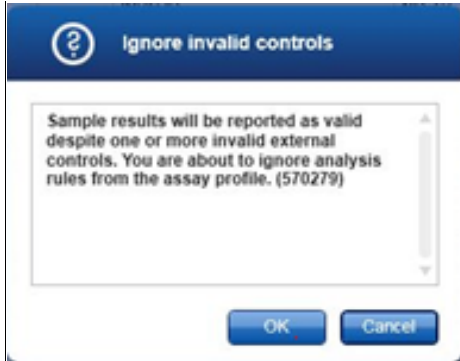 Ignore invalid controls
Sample results will be reported as valid
despite one or more invalid external
controls. You are about to ignore analysis
rules from the assay profile. (570279)
OK
Cancel